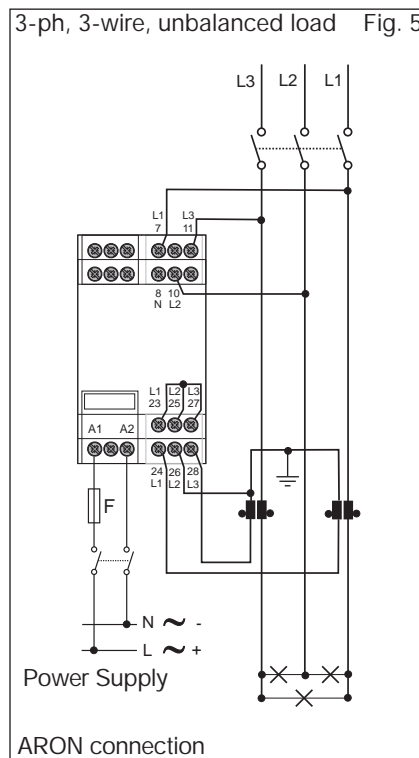 3-ph, 3-wire, unbalanced load Fig. 5
L3 L2 L1
L1 L3
7 11
8 10
N L2
L1 L2 L3
23 25 27
A1 A2
24 26 28
L1 L2 L3
F
N ~ -
L ~ +
Power Supply
ARON connection